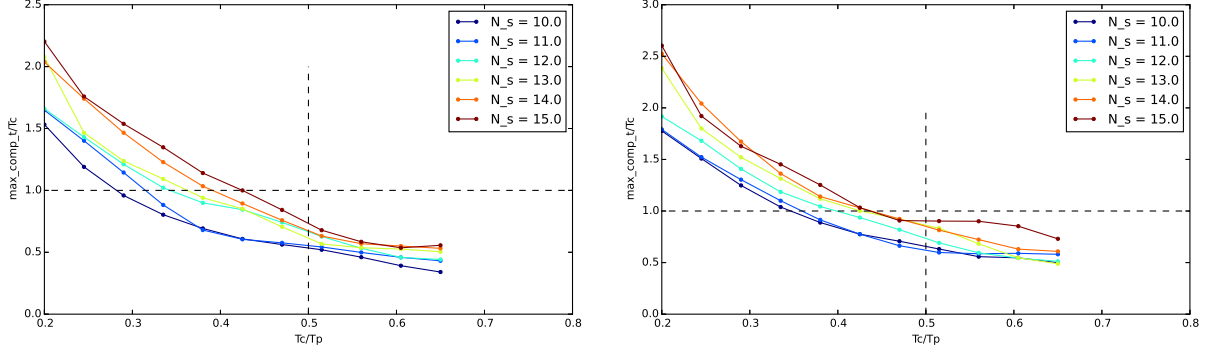 2.5
2.0
1.5
1.0
0.5
0.0
max_comp_t/Tc
0.2
0.3
0.4
0.5
0.6
0.7
0.8
Tc/Tp
N_s = 10.0
N_s = 11.0
N_s = 12.0
N_s = 13.0
N_s = 14.0
N_s = 15.0
3.0
2.5
2.0
1.5
1.0
0.5
0.0
max_comp_t/Tc
0.2
0.3
0.4
0.5
0.6
0.7
0.8
Tc/Tp
N_s = 10.0
N_s = 11.0
N_s = 12.0
N_s = 13.0
N_s = 14.0
N_s = 15.0